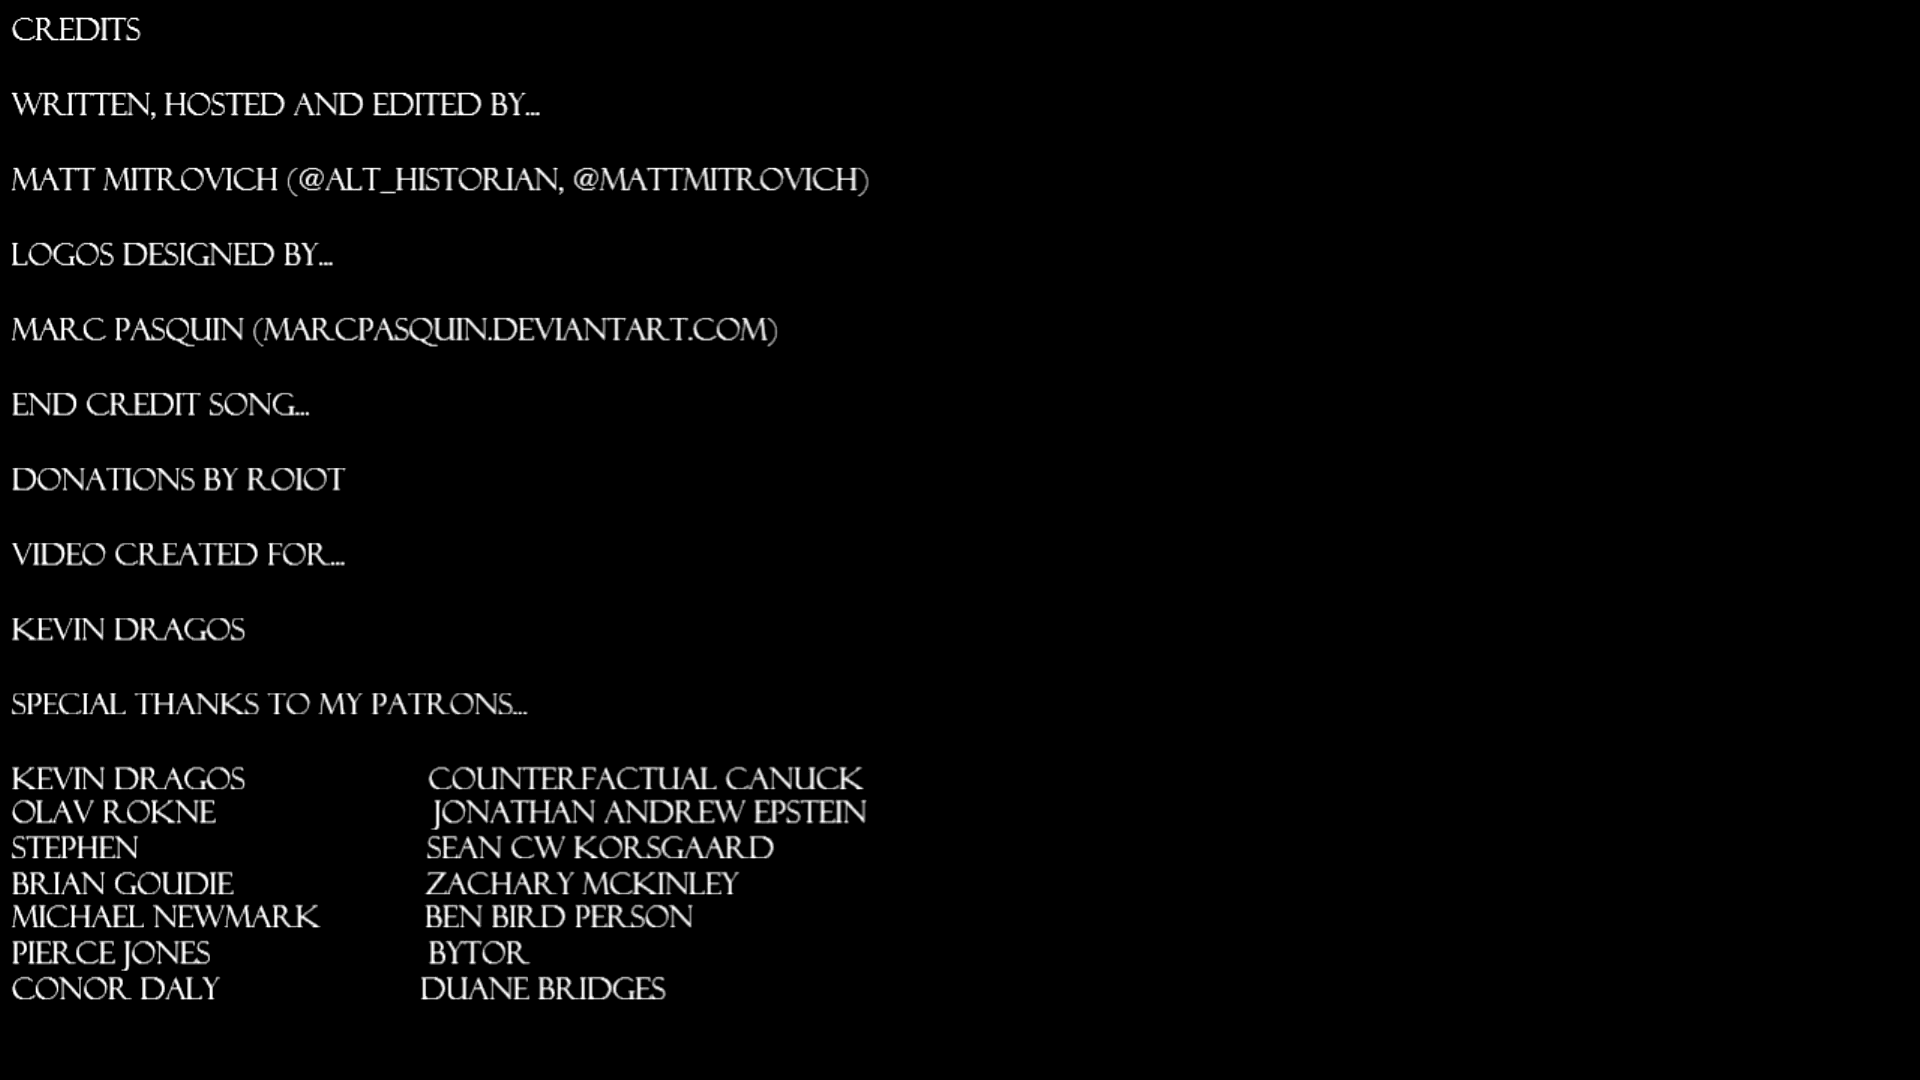 CREDITS
WRITTEN, HOSTED AND EDITED BY...
MATT MITROVICH (@ALT_HISTORIAN, @MATTMITROVICH)
LOGOS DESIGNED BY...
MARC PASQUIN (MARCPASQUIN.DEVIANTART.COM)
END CREDIT SONG...
DONATIONS BY ROIOT
VIDEO CREATED FOR...
KEVIN DRAGOS
SPECIAL THANKS TO MY PATRONS...
KEVIN DRAGOS COUNTERFACTUAL CANUCK
OLAV ROKNE JONATHAN ANDREW EPSTEIN
STEPHEN SEAN CW KORSGAARD
BRIAN GOUDIE ZACHARY MCKINLEY
MICHAEL NEWMARK BEN BIRD PERSON
PIERCE JONES BYTOR
CONOR DALY DUANE BRIDGES